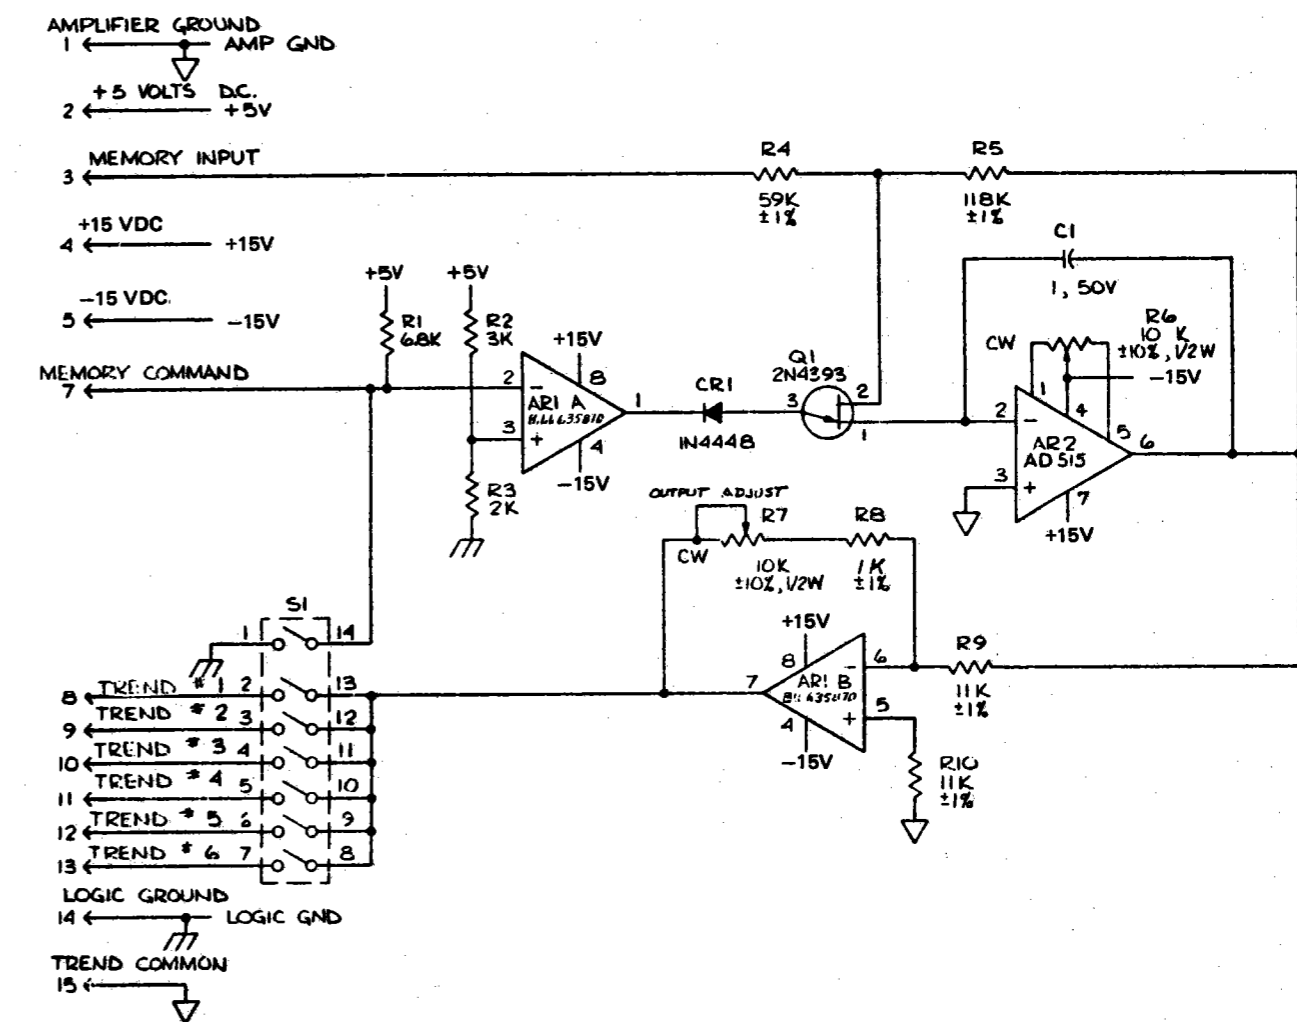 AMPLIFIER GROUND
1 AMP GND
+5 VOLTS D.C.
2 +5V
MEMORY INPUT
3
R4
59K
±1%
R5
118K
±1%
+15 VDC
4 +15V
-15 VDC.
5 -15V
MEMORY COMMAND
7
+5V
R1
6.8K
+5V
R2
3K
R3
2K
+15V
8
2 -
AR1 A
3 +
1
4
-15V
CR1
1N4448
Q1
2N4393
3
2
1
C1
1, 50V
CW
R6
10 K
±10%, 1/2W
-15V
1
4
5
2 -
AR2
AD 515
6
3 +
7
+15V
OUTPUT ADJUST
R7
CW
10K
±10%, 1/2W
R8
1K
±1%
+15V
8
- 6
7
AR1 B
+ 5
4
-15V
R9
11K
±1%
R10
11K
±1%
S1
1 14
8 TREND #1 2 13
9 TREND #2 3 12
10 TREND #3 4 11
11 TREND #4 5 10
12 TREND #5 6 9
13 TREND #6 7 8
LOGIC GROUND
14 LOGIC GND
TREND COMMON
15